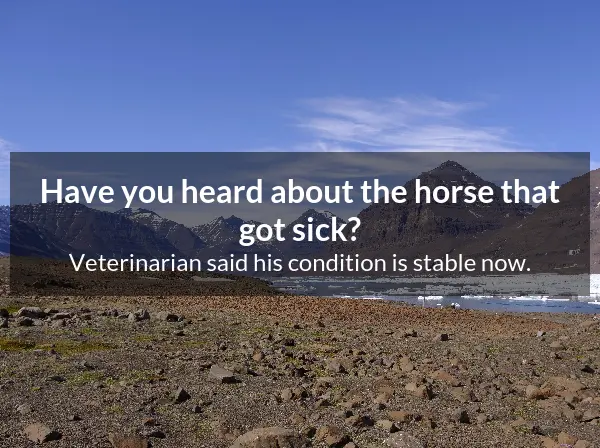 Have you heard about the horse that
got sick?
Veterinarian said his condition is stable now.